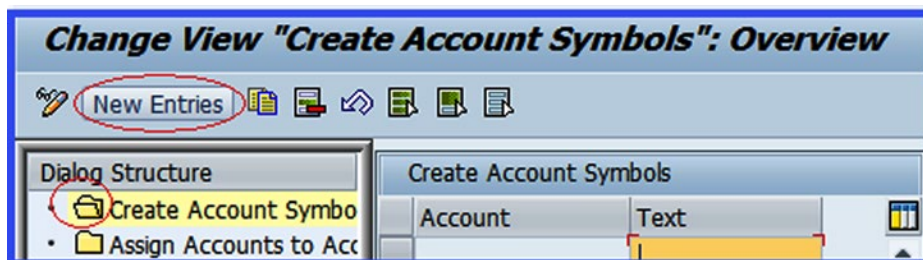 Change View "Create Account Symbols": Overview
New Entries
Dialog Structure
Create Account Symbo
Assign Accounts to Acc
Create Account Symbols
Account Text